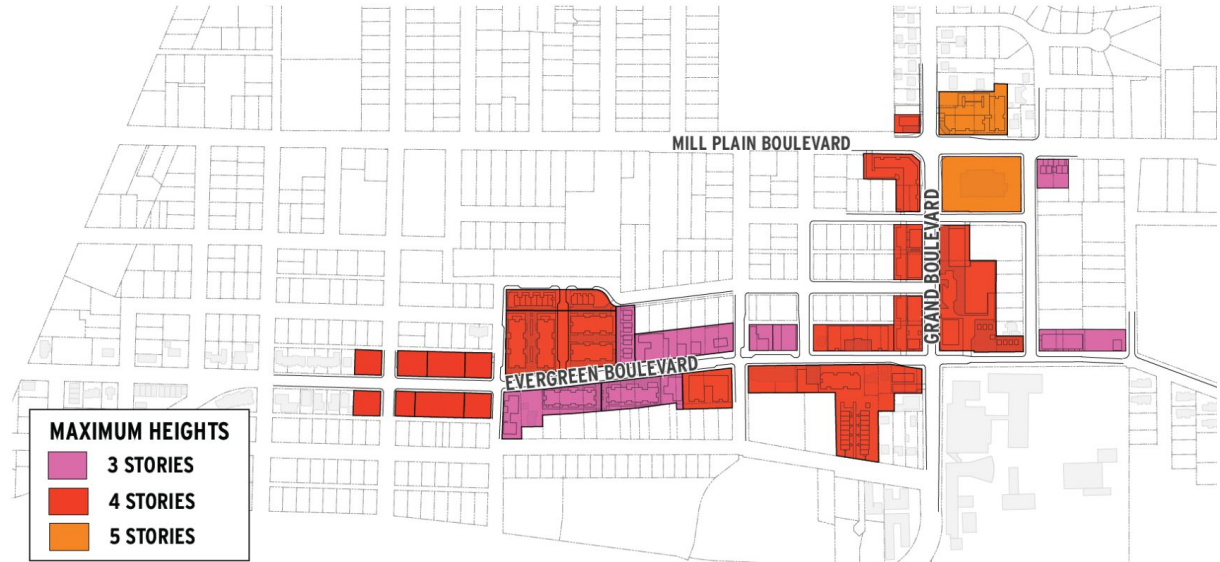 MILL PLAIN BOULEVARD
GRAND BOULEVARD
EVERGREEN BOULEVARD
MAXIMUM HEIGHTS
3 STORIES
4 STORIES
5 STORIES